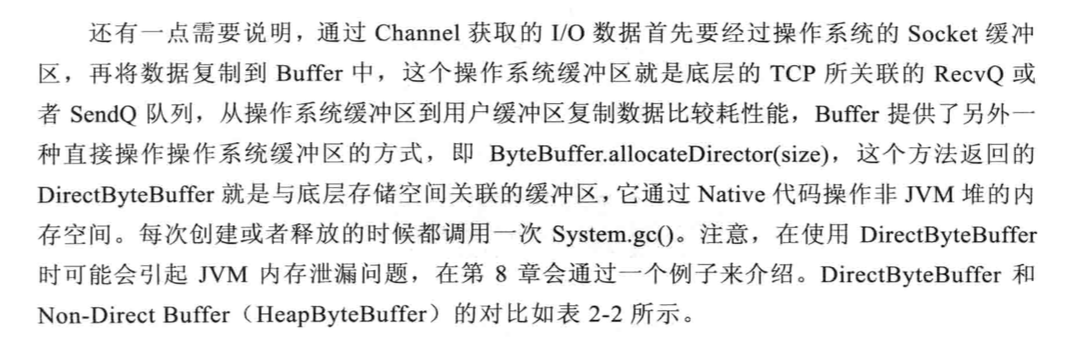 还有一点需要说明，通过 Channel 获取的 I/O 数据首先要经过操作系统的 Socket 缓冲
区，再将数据复制到 Buffer 中，这个操作系统缓冲区就是底层的 TCP 所关联的 RecvQ 或
者 SendQ 队列，从操作系统缓冲区到用户缓冲区复制数据比较耗性能，Buffer 提供了另外一
种直接操作操作系统缓冲区的方式，即 ByteBuffer.allocateDirector(size)，这个方法返回的
DirectByteBuffer 就是与底层存储空间关联的缓冲区，它通过 Native 代码操作非 JVM 堆的内
存空间。每次创建或者释放的时候都调用一次 System.gc()。注意，在使用 DirectByteBuffer
时可能会引起 JVM 内存泄漏问题，在第 8 章会通过一个例子来介绍。DirectByteBuffer 和
Non-Direct Buffer（HeapByteBuffer）的对比如表 2-2 所示。